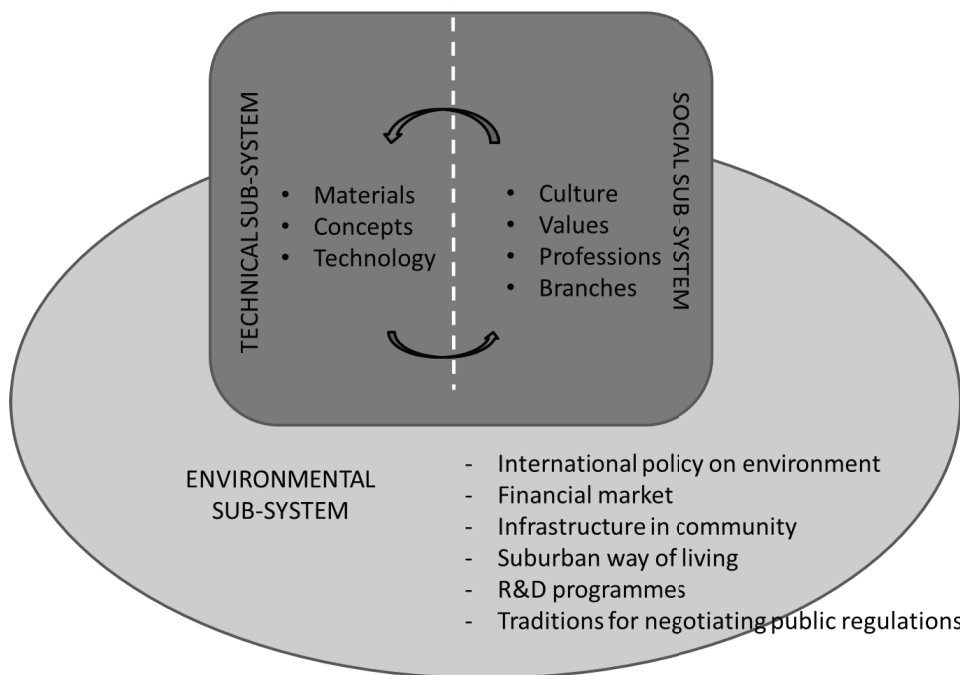 TECHNICAL SUB-SYSTEM
• Materials
• Concepts
• Technology
• Culture
• Values
• Professions
• Branches
SOCIAL SUB-SYSTEM
ENVIRONMENTAL
SUB-SYSTEM
- International policy on environment
- Financial market
- Infrastructure in community
- Suburban way of living
- R&D programmes
- Traditions for negotiating public regulations